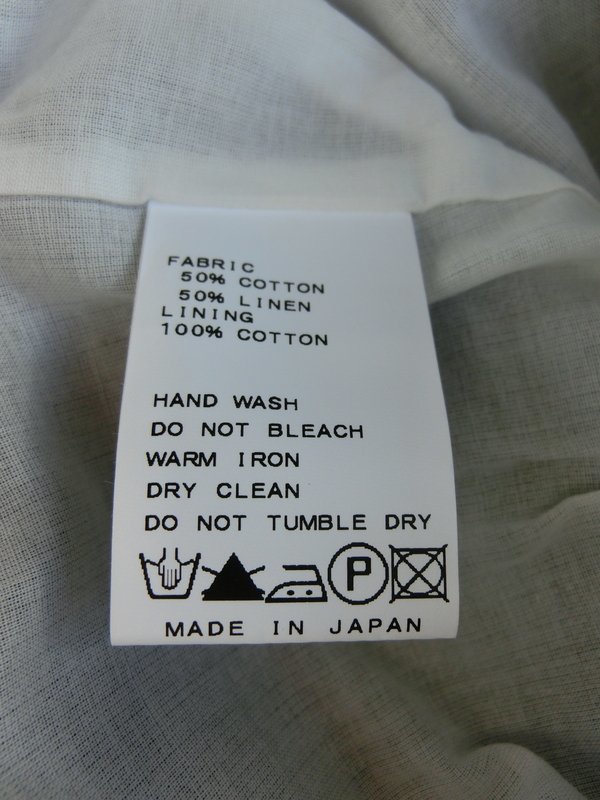 FABRIC
50% COTTON
50% LINEN
LINING
100% COTTON
HAND WASH
DO NOT BLEACH
WARM IRON
DRY CLEAN
DO NOT TUMBLE DRY
P
MADE IN JAPAN